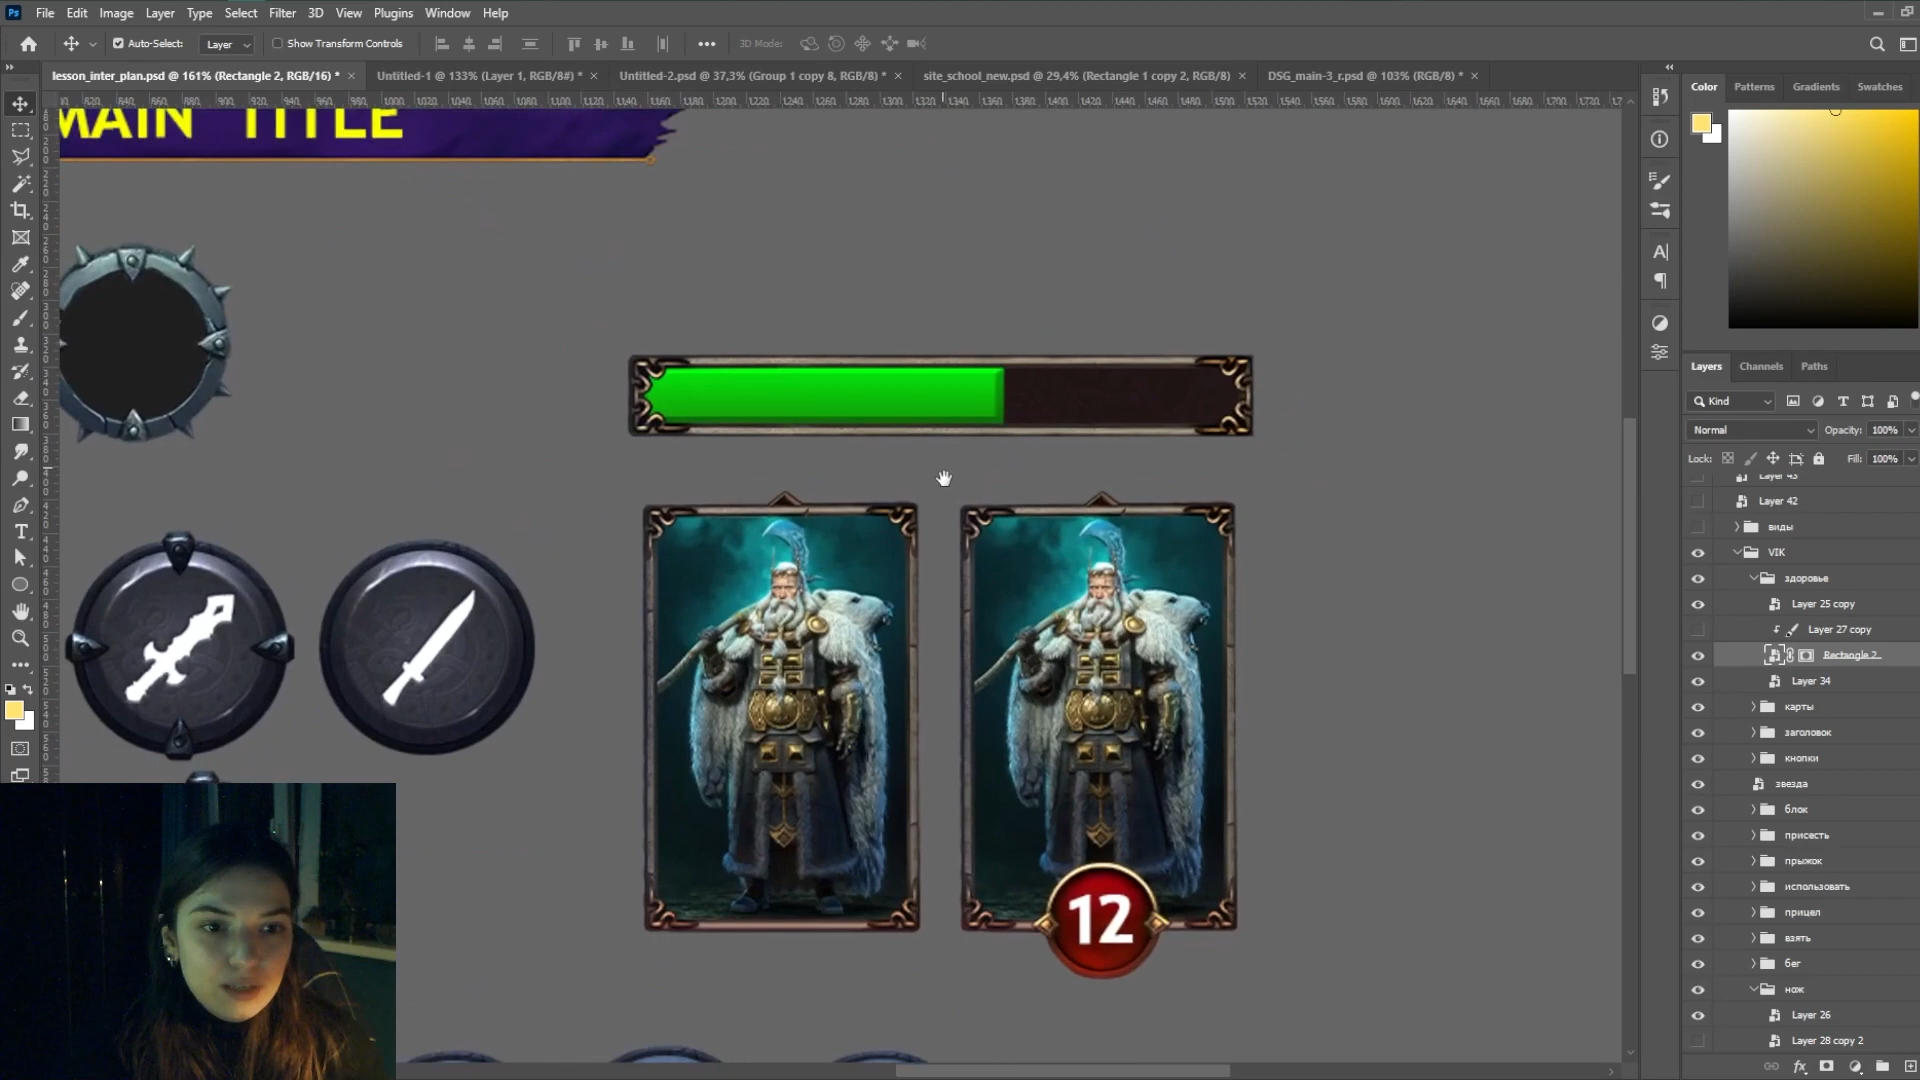 Ps File Edit Image Layer Type Select Filter 3D View Plugins Window Help
Auto-Select: Layer Show Transform Controls 3D Mode:
lesson_inter_plan.psd @ 161% (Rectangle 2, RGB/16) * Untitled-1 @ 133% (Layer 1, RGB/8#) * Untitled-2.psd @ 37,3% (Group 1 copy 8, RGB/8) * site_school_new.psd @ 29,4% (Rectangle 1 copy 2, RGB/8) DSG_main-3_r.psd @ 103% (RGB/8) *
Color Patterns Gradients Swatches
MAIN TITLE
12
Layers Channels Paths
Kind
Normal Opacity: 100%
Lock: Fill: 100%
Layer 43
Layer 42
виды
VIK
здоровье
Layer 25 copy
Layer 27 copy
Rectangle 2
Layer 34
карты
заголовок
кнопки
звезда
блок
присесть
прыжок
использовать
прицел
взять
бег
нож
Layer 26
Layer 28 copy 2